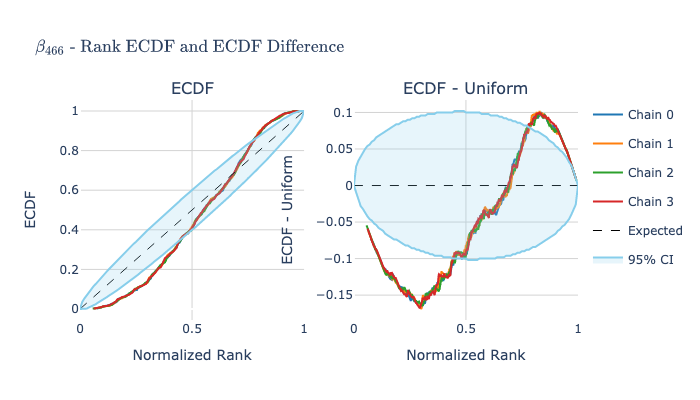 β466 - Rank ECDF and ECDF Difference
ECDF
ECDF - Uniform
1
0.8
0.6
0.4
0.2
0
0
0.5
1
ECDF
Normalized Rank
0.1
0.05
0
−0.05
−0.1
−0.15
0
0.5
1
ECDF - Uniform
Normalized Rank
Chain 0
Chain 1
Chain 2
Chain 3
Expected
95% CI